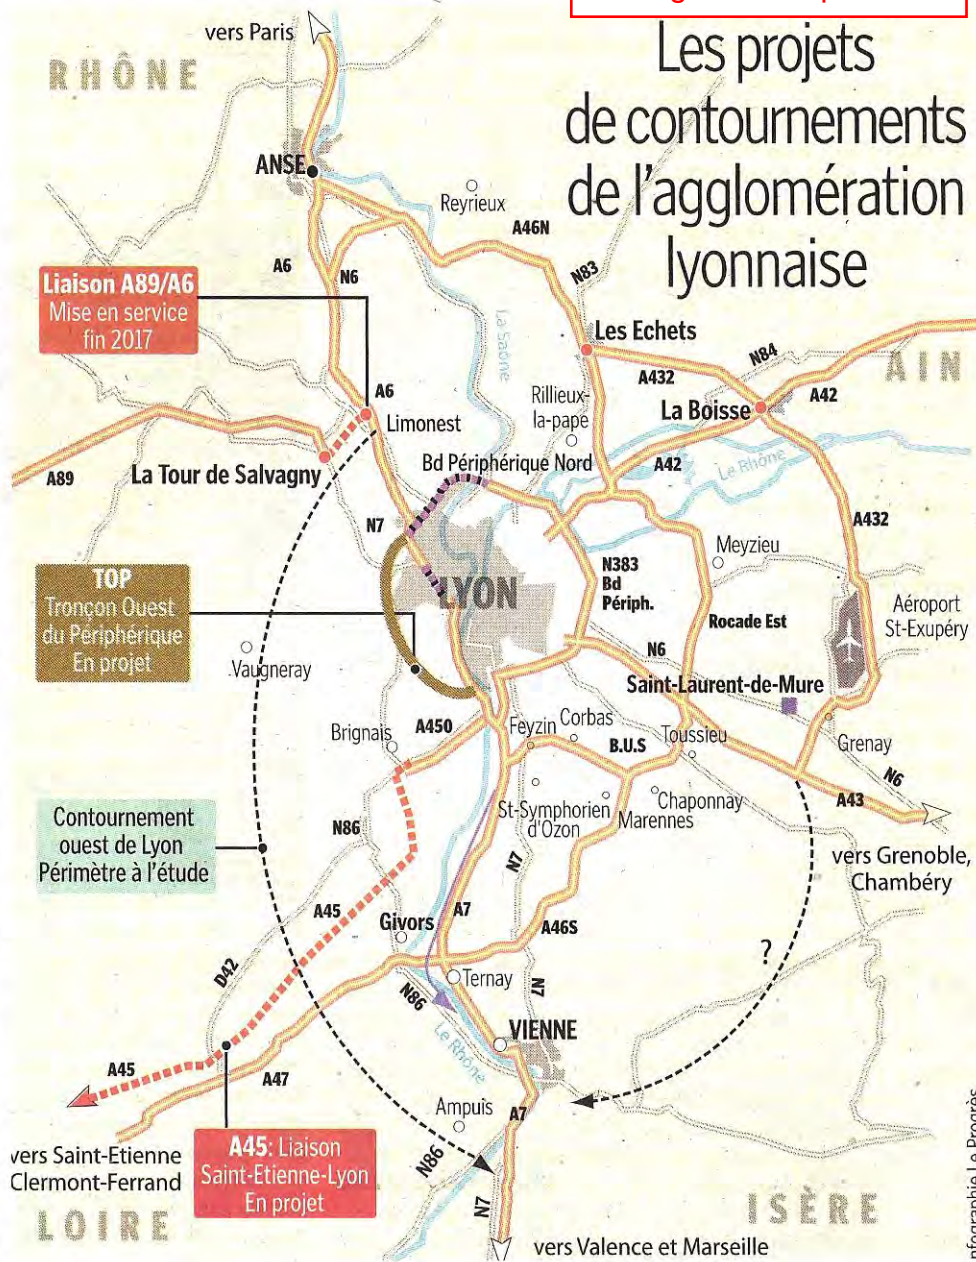 Les projets
de contournements
de l'agglomération
lyonnaise
vers Paris
RHÔNE
ANSE
Reyrieux
A46N
A6
N6
N83
Liaison A89/A6
Mise en service
fin 2017
La Saône
Les Echets
A432
N84
AIN
A42
A6
Limonest
Rillieux-
la-pape
La Boisse
Bd Périphérique Nord
A42
Le Rhône
A89
La Tour de Salvagny
N7
A432
Meyzieu
N383
Bd
Périph.
TOP
Tronçon Ouest
du Périphérique
En projet
LYON
Rocade Est
Aéroport
St-Exupéry
Vaugneray
N6
Saint-Laurent-de-Mure
Brignais
A450
Feyzin
Corbas
B.U.S
Toussieu
Grenay
N6
A43
St-Symphorien
d'Ozon
Marennes
Chaponnay
Contournement
ouest de Lyon
Périmètre à l'étude
N86
N7
vers Grenoble,
Chambéry
A45
Givors
A7
A46S
?
D42
Ternay
N86
N7
Le Rhône
VIENNE
A45
A47
Ampuis
A7
vers Saint-Etienne
Clermont-Ferrand
A45: Liaison
Saint-Etienne-Lyon
En projet
N86
N7
LOIRE
ISÈRE
vers Valence et Marseille
Infographie Le Progrès